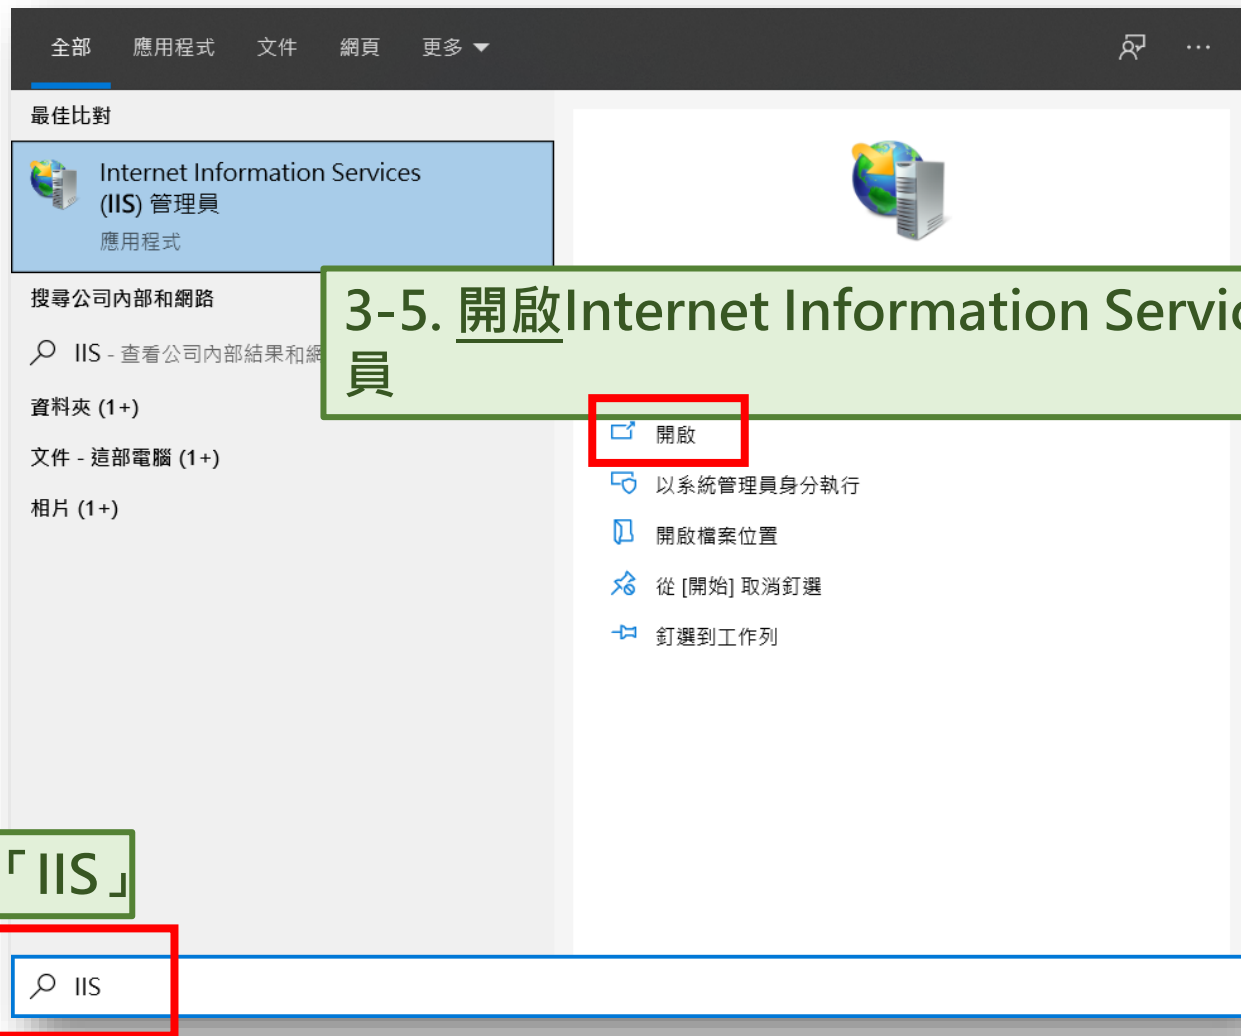 全部 應用程式 文件 網頁 更多
最佳比對
Internet Information Services
(IIS) 管理員
應用程式
搜尋公司內部和網路
IIS - 查看公司內部結果和
資料夾 (1+)
文件 - 這部電腦 (1+)
相片 (1+)
3-5. 開啟Internet Information
員
開啟
以系統管理員身分執行
開啟檔案位置
從 [開始] 取消釘選
釘選到工作列
「IIS」
IIS